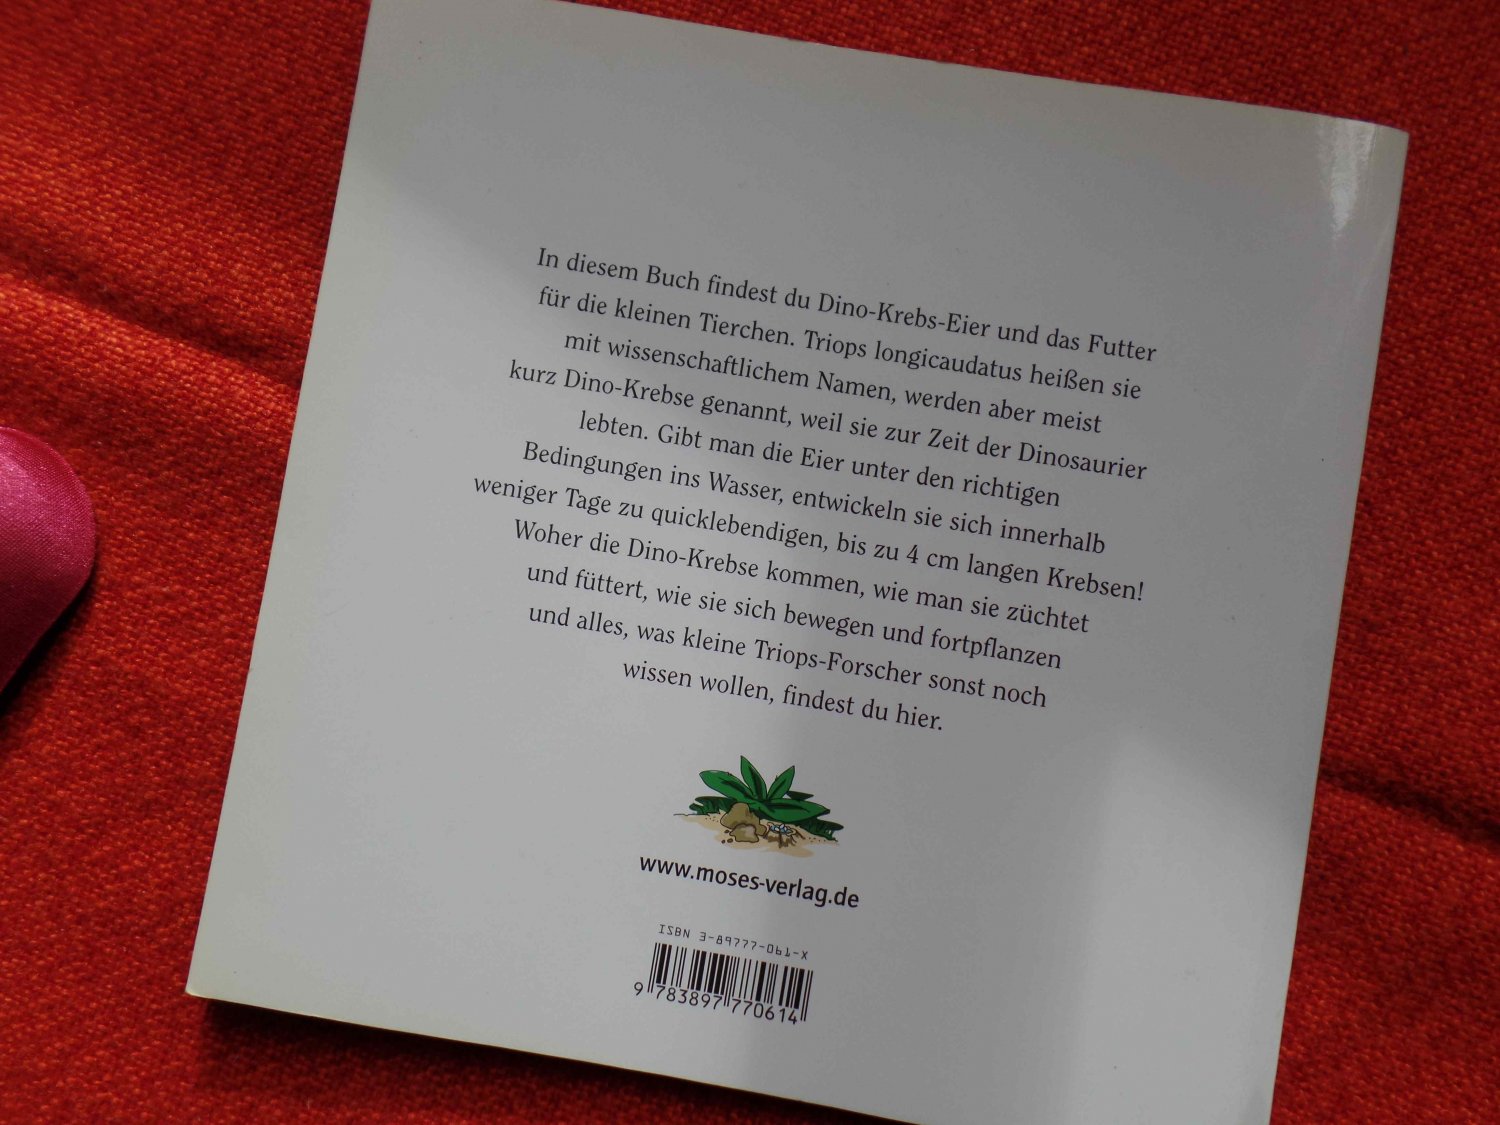 In diesem Buch findest du Dino-Krebs-Eier und das Futter
für die kleinen Tierchen. Triops longicaudatus heißen sie
mit wissenschaftlichem Namen, werden aber meist
kurz Dino-Krebse genannt, weil sie zur Zeit der Dinosaurier
lebten. Gibt man die Eier unter den richtigen
Bedingungen ins Wasser, entwickeln sie sich innerhalb
weniger Tage zu quicklebendigen, bis zu 4 cm langen Krebsen!
Woher die Dino-Krebse kommen, wie man sie züchtet
und füttert, wie sie sich bewegen und fortpflanzen
und alles, was kleine Triops-Forscher sonst noch
wissen wollen, findest du hier.
www.moses-verlag.de
ISBN 3-89777-061-X
9 783897 770614